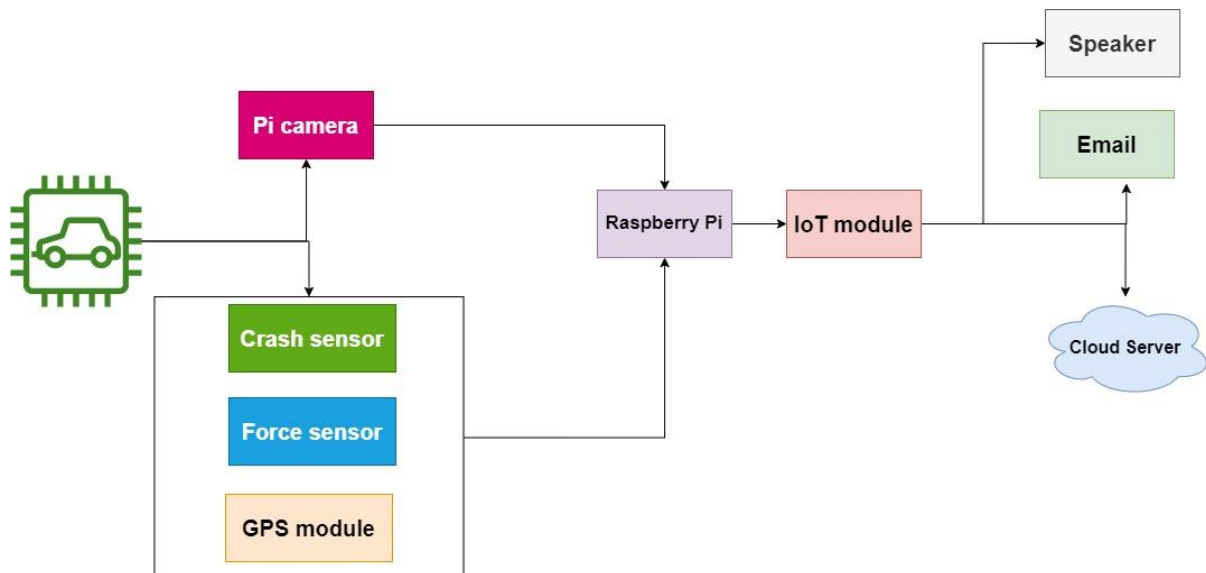 Speaker
Pi camera
Email
Raspberry Pi
IoT module
Crash sensor
Cloud Server
Force sensor
GPS module